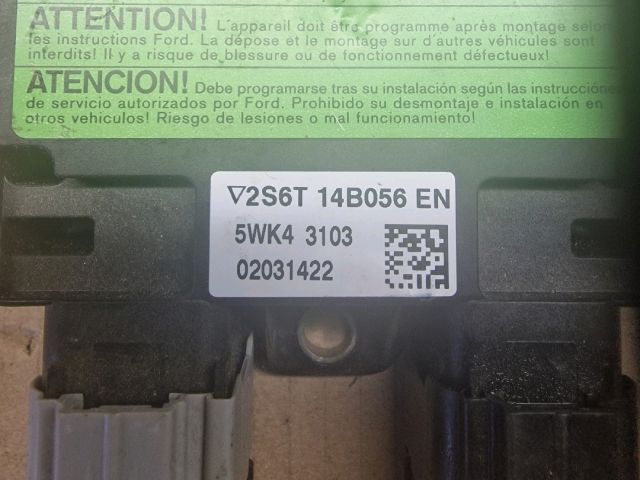 ATTENTION! L'appareil doit être programme après montage selon
les instructions Ford. La dépose et le montage sur d'autres véhicules sont
interdits! Il y a risque de blessure ou de fonctionnement défectueux!
ATENCION! Debe programarse tras su instalación según las instrucciones
de servicio autorizados por Ford. Prohibido su desmontaje e instalación en
otros vehiculos! Riesgo de lesiones o mal funcionamiento!
▽2S6T 14B056 EN
5WK4 3103
02031422